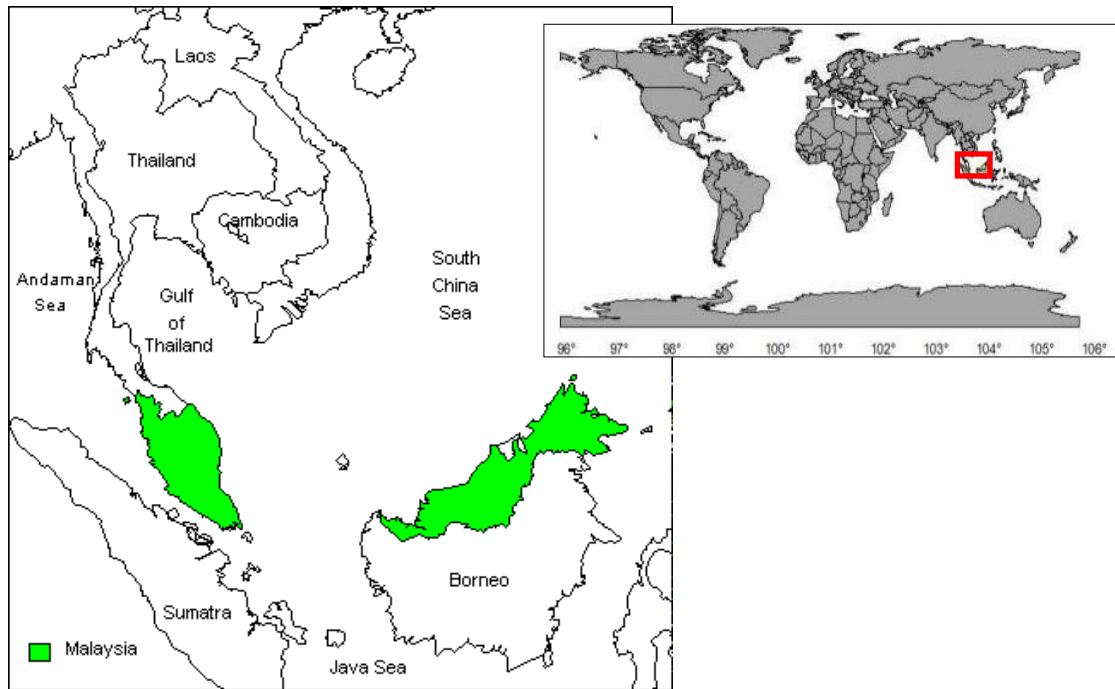 Laos
Thailand
Cambodia
Andaman
Sea
Gulf
of
Thailand
South
China
Sea
Borneo
Sumatra
Malaysia
Java Sea
96° 97° 98° 99° 100° 101° 102° 103° 104° 105° 106°